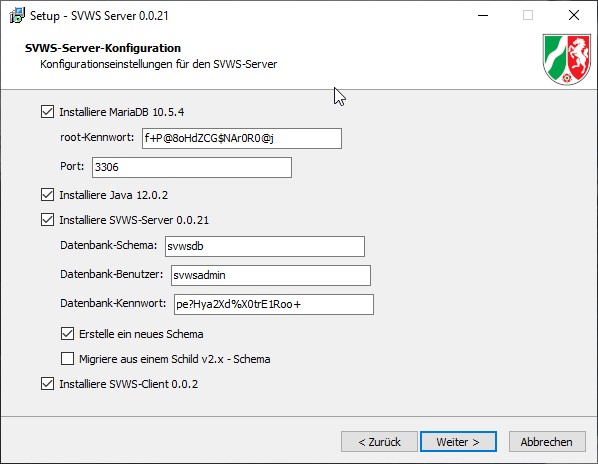 Setup - SVWS Server 0.0.21
SVWS-Server-Konfiguration
Konfigurationseinstellungen für den SVWS-Server
Installiere MariaDB 10.5.4
root-Kennwort: f+P@8oHdZCG$NAr0R0@j
Port: 3306
Installiere Java 12.0.2
Installiere SVWS-Server 0.0.21
Datenbank-Schema: svwsdb
Datenbank-Benutzer: svwsadmin
Datenbank-Kennwort: pe?Hya2Xd%X0trE1Roo+
Erstelle ein neues Schema
Migriere aus einem Schild v2.x - Schema
Installiere SVWS-Client 0.0.2
< Zurück Weiter > Abbrechen